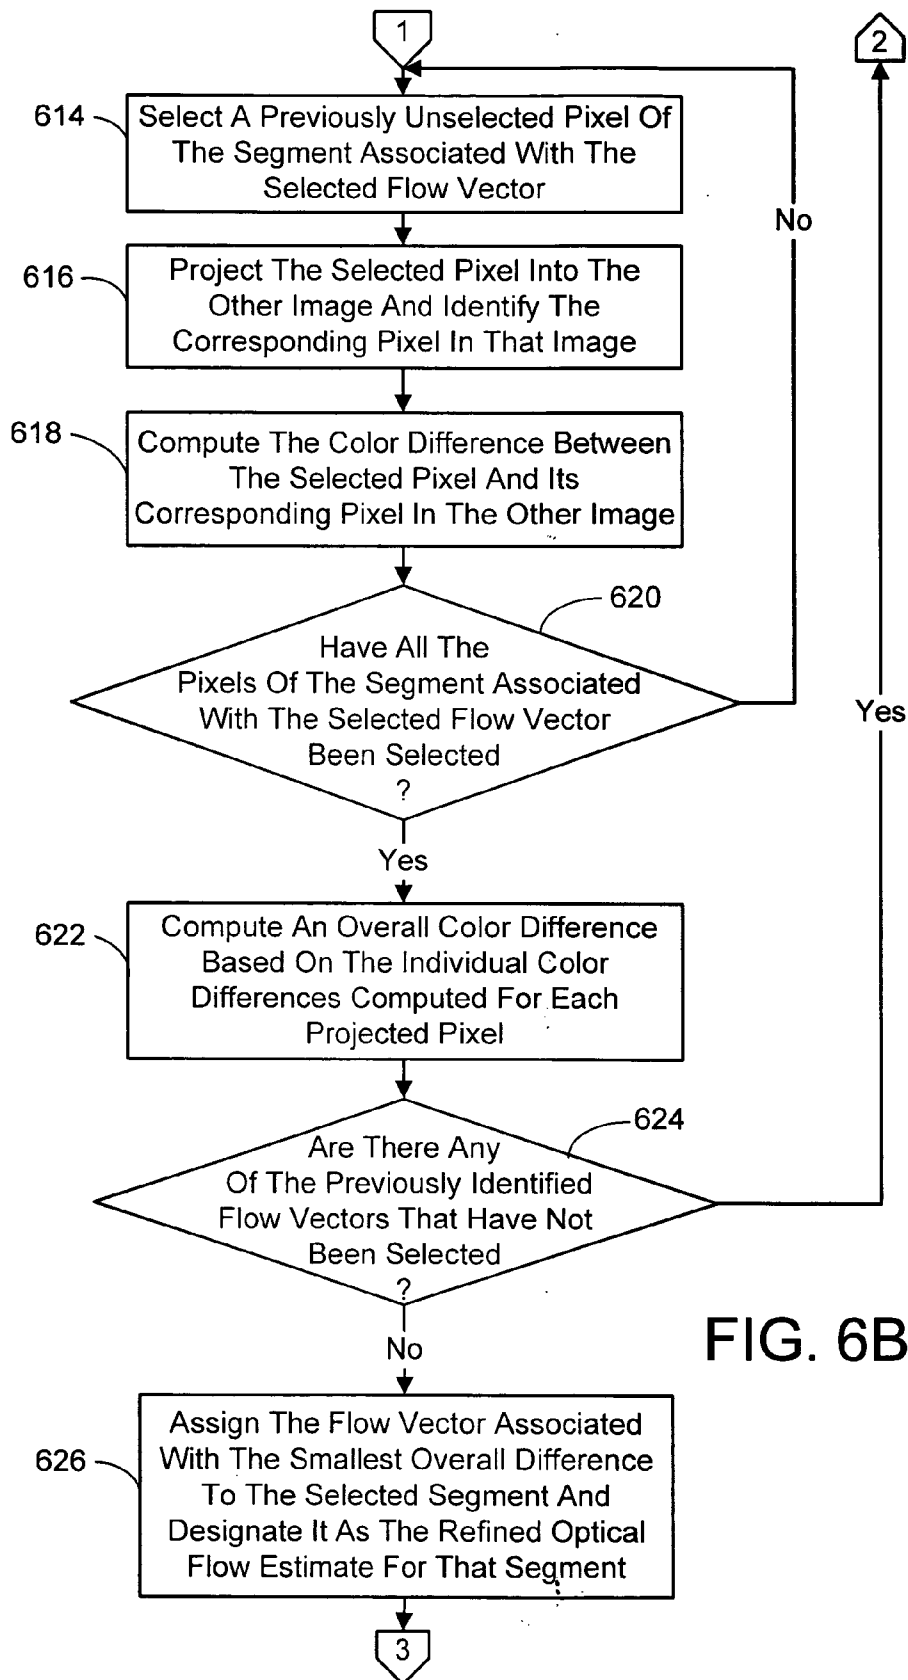 1
2
614
Select A Previously Unselected Pixel Of
The Segment Associated With The
Selected Flow Vector
No
616
Project The Selected Pixel Into The
Other Image And Identify The
Corresponding Pixel In That Image
618
Compute The Color Difference Between
The Selected Pixel And Its
Corresponding Pixel In The Other Image
620
Have All The
Pixels Of The Segment Associated
With The Selected Flow Vector
Been Selected
?
Yes
Yes
622
Compute An Overall Color Difference
Based On The Individual Color
Differences Computed For Each
Projected Pixel
624
Are There Any
Of The Previously Identified
Flow Vectors That Have Not
Been Selected
?
No
FIG. 6B
626
Assign The Flow Vector Associated
With The Smallest Overall Difference
To The Selected Segment And
Designate It As The Refined Optical
Flow Estimate For That Segment
3